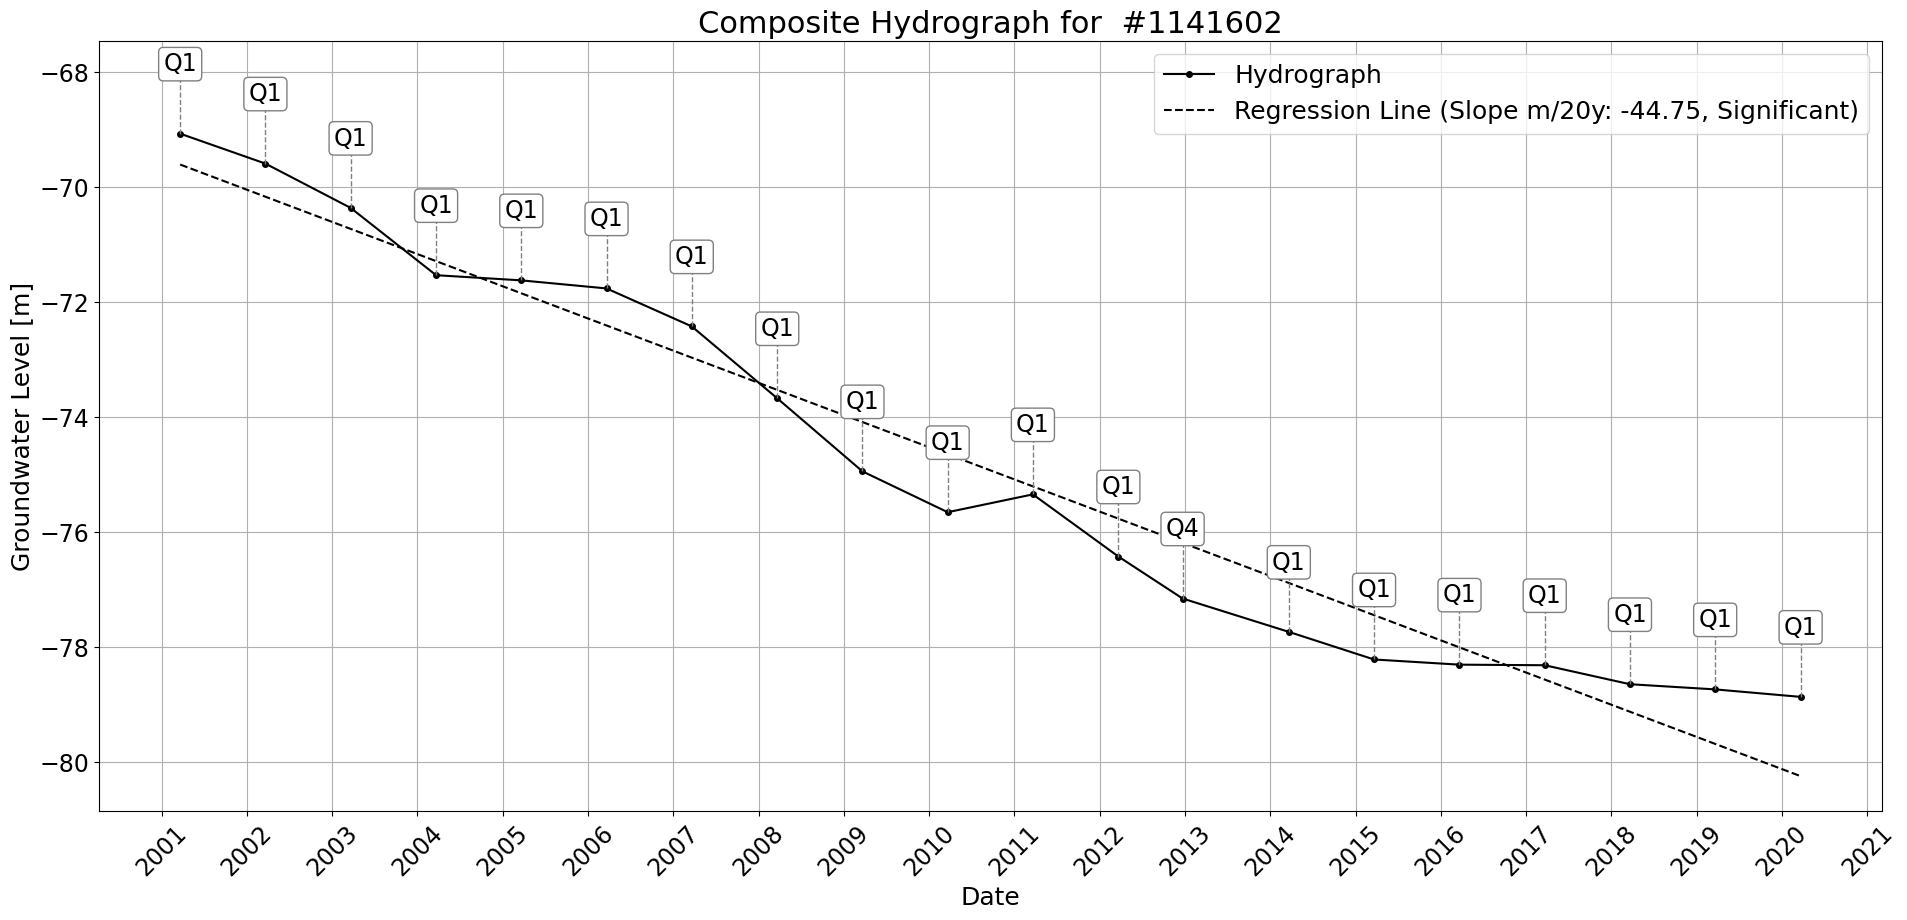 Composite Hydrograph for  #1141602
Hydrograph
Regression Line (Slope m/20y: -44.75, Significant)
Groundwater Level [m]
−68
−70
−72
−74
−76
−78
−80
Q1
Q1
Q1
Q1
Q1
Q1
Q1
Q1
Q1
Q1
Q1
Q1
Q4
Q1
Q1
Q1
Q1
Q1
Q1
Q1
2001
2002
2003
2004
2005
2006
2007
2008
2009
2010
2011
2012
2013
2014
2015
2016
2017
2018
2019
2020
2021
Date